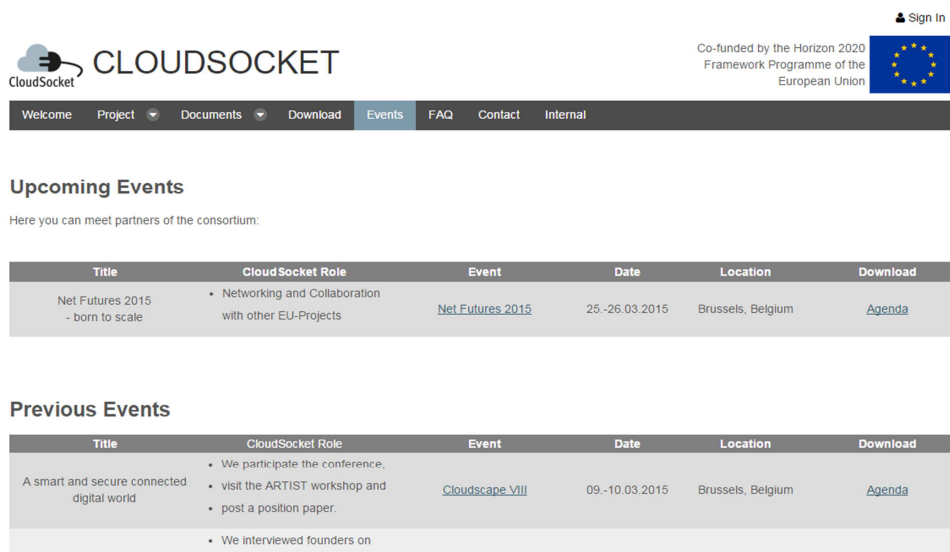 Sign In
CloudSocket
CLOUDSOCKET
Co-funded by the Horizon 2020
Framework Programme of the
European Union
Welcome Project Documents Download Events FAQ Contact Internal
Upcoming Events
Here you can meet partners of the consortium:
Title CloudSocket Role Event Date Location Download
Net Futures 2015
- born to scale
• Networking and Collaboration
with other EU-Projects
Net Futures 2015 25.-26.03.2015 Brussels, Belgium Agenda
Previous Events
Title CloudSocket Role Event Date Location Download
A smart and secure connected
digital world
• We participate the conference,
• visit the ARTIST workshop and
• post a position paper.
Cloudscape VIII 09.-10.03.2015 Brussels, Belgium Agenda
• We interviewed founders on